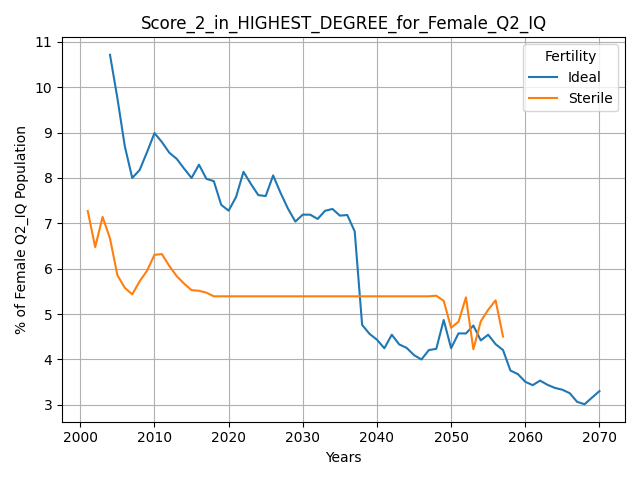 Score_2_in_HIGHEST_DEGREE_for_Female_Q2_IQ
Fertility
Ideal
Sterile
% of Female Q2_IQ Population
11
10
9
8
7
6
5
4
3
2000 2010 2020 2030 2040 2050 2060 2070
Years